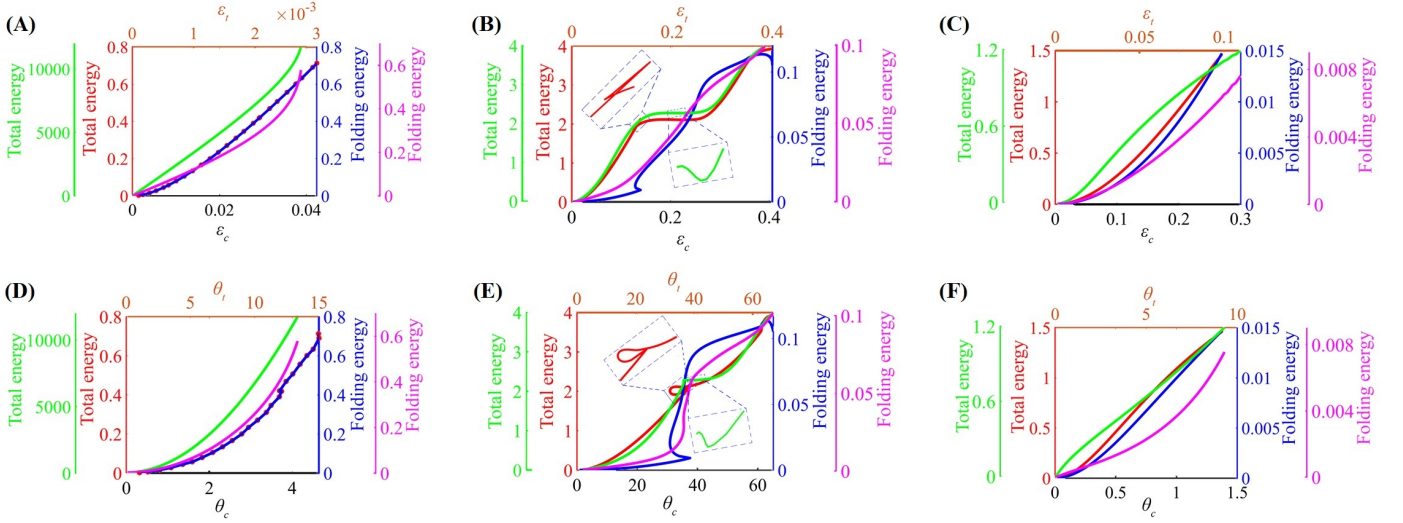 (A)
ε_t
×10⁻³
0 1 2 3
Total energy
10000
5000
0
Total energy
0.8
0.6
0.4
0.2
0
0 0.02 0.04
ε_c
Folding energy
0.8
0.6
0.4
0.2
0
Folding energy
0.6
0.4
0.2
0
(B)
ε_t
0 0.2 0.4
Total energy
4
3
2
1
0
Total energy
4
3
2
1
0
0 0.2 0.4
ε_c
Folding energy
0.1
0.05
0
Folding energy
0.1
0.05
0
(C)
ε_t
0 0.05 0.1
Total energy
1.2
0.6
0
Total energy
1.5
1
0.5
0
0 0.1 0.2 0.3
ε_c
Folding energy
0.015
0.01
0.005
0
Folding energy
0.008
0.004
0
(D)
θ_t
0 5 10 15
Total energy
10000
5000
0
Total energy
0.8
0.6
0.4
0.2
0
0 2 4
θ_c
Folding energy
0.8
0.6
0.4
0.2
0
Folding energy
0.6
0.4
0.2
0
(E)
θ_t
0 20 40 60
Total energy
4
3
2
1
0
Total energy
4
3
2
1
0
0 20 40 60
θ_c
Folding energy
0.1
0.05
0
Folding energy
0.1
0.05
0
(F)
θ_t
0 5 10
Total energy
1.2
0.6
0
Total energy
1.5
1
0.5
0
0 0.5 1 1.5
θ_c
Folding energy
0.015
0.01
0.005
0
Folding energy
0.008
0.004
0